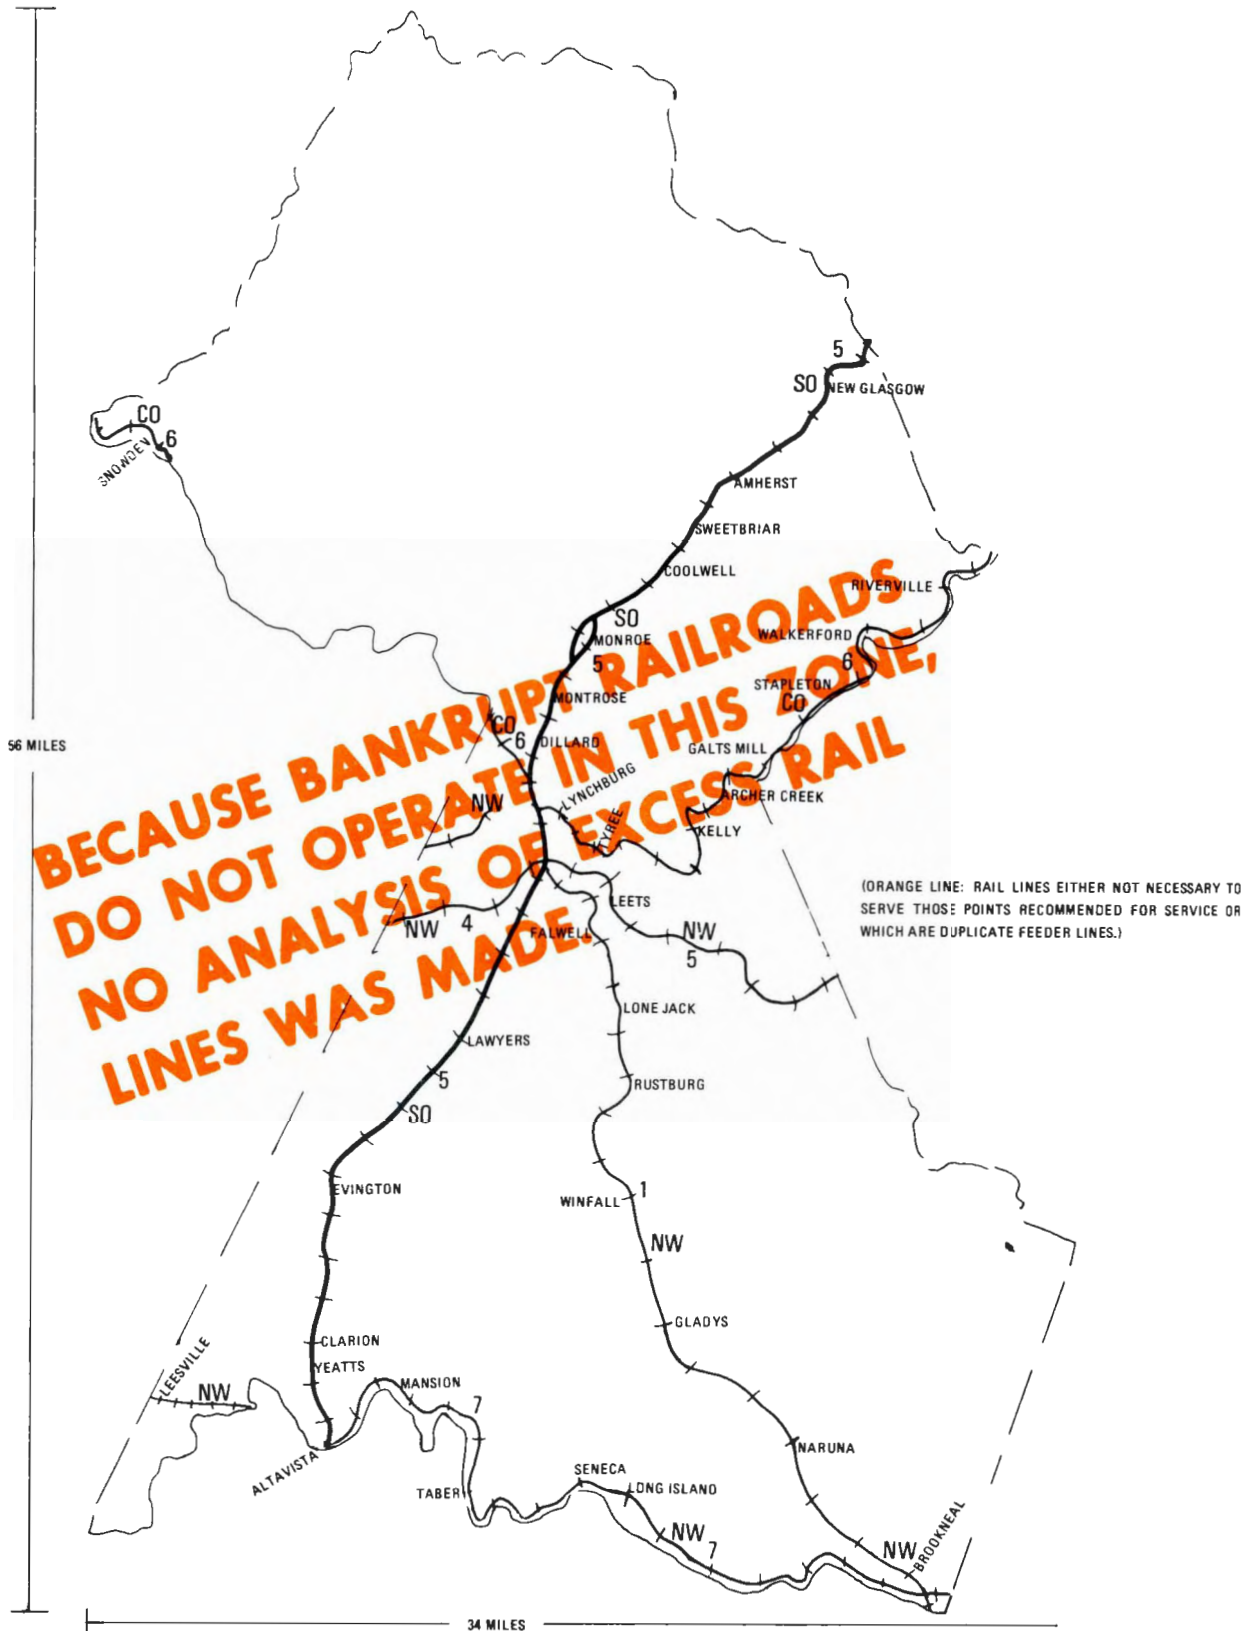 5
SO
NEW GLASGOW
CO
6
SNOWDEN
AMHERST
SWEETBRIAR
COOLWELL
RIVERVILLE
SO
MONROE
5
WALKERFORD
6
STAPLETON
CO
MONTROSE
CO
6
DILLARD
56 MILES
GALTS MILL
LYNCHBURG
NW
ARCHER CREEK
TYREE
KELLY
BECAUSE BANKRUPT RAILROADS
DO NOT OPERATE IN THIS ZONE,
NO ANALYSIS OF EXCESS RAIL
LINES WAS MADE.
(ORANGE LINE: RAIL LINES EITHER NOT NECESSARY TO
SERVE THOSE POINTS RECOMMENDED FOR SERVICE OR
WHICH ARE DUPLICATE FEEDER LINES.)
LEETS
NW
4
FALWELL
NW
5
LONE JACK
LAWYERS
5
SO
RUSTBURG
EVINGTON
WINFALL
1
NW
GLADYS
CLARION
YEATTS
LEESVILLE
NW
MANSION
7
ALTAVISTA
NARUNA
SENECA
TABER
LONG ISLAND
NW
7
NW
BROOKNEAL
34 MILES